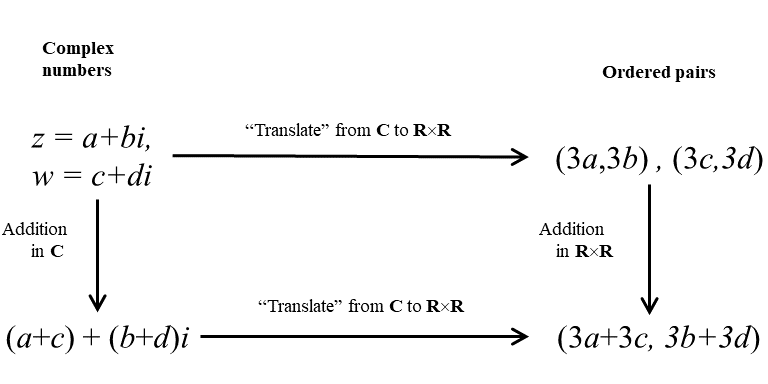 Complex
numbers
Ordered pairs
z = a+bi,
w = c+di
“Translate” from C to R×R
(3a,3b) , (3c,3d)
Addition
in C
Addition
in R×R
“Translate” from C to R×R
(a+c) + (b+d)i
(3a+3c, 3b+3d)